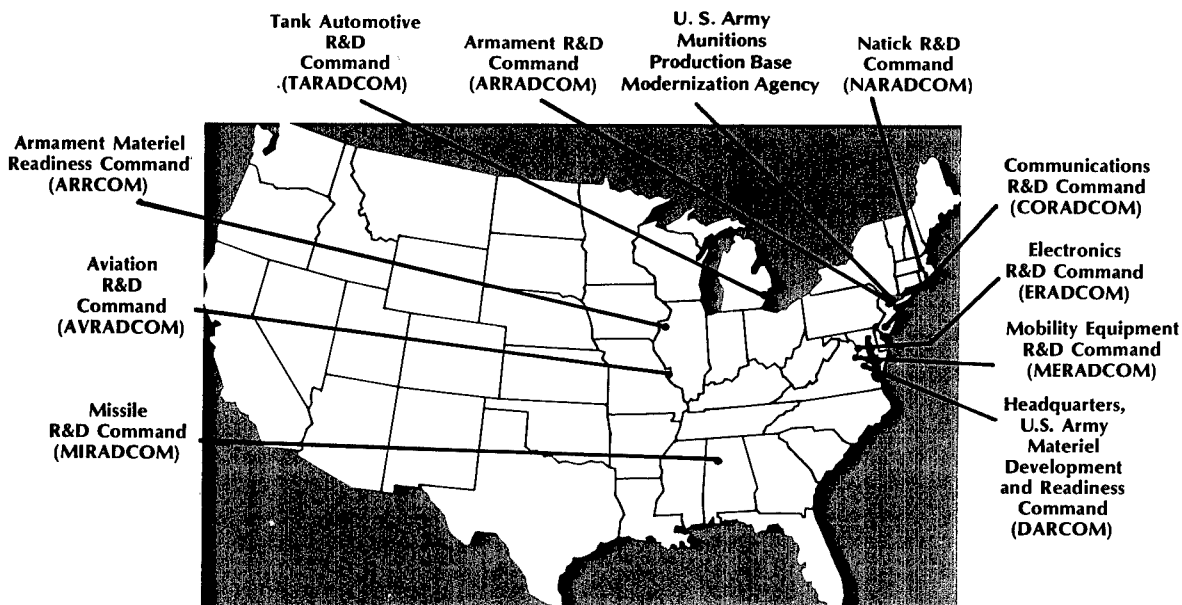 Tank Automotive
R&D
Command
(TARADCOM)
Armament R&D
Command
(ARRADCOM)
U. S. Army
Munitions
Production Base
Modernization Agency
Natick R&D
Command
(NARADCOM)
Armament Materiel
Readiness Command
(ARRCOM)
Aviation
R&D
Command
(AVRADCOM)
Missile
R&D Command
(MIRADCOM)
Communications
R&D Command
(CORADCOM)
Electronics
R&D Command
(ERADCOM)
Mobility Equipment
R&D Command
(MERADCOM)
Headquarters,
U.S. Army
Materiel
Development
and Readiness
Command
(DARCOM)